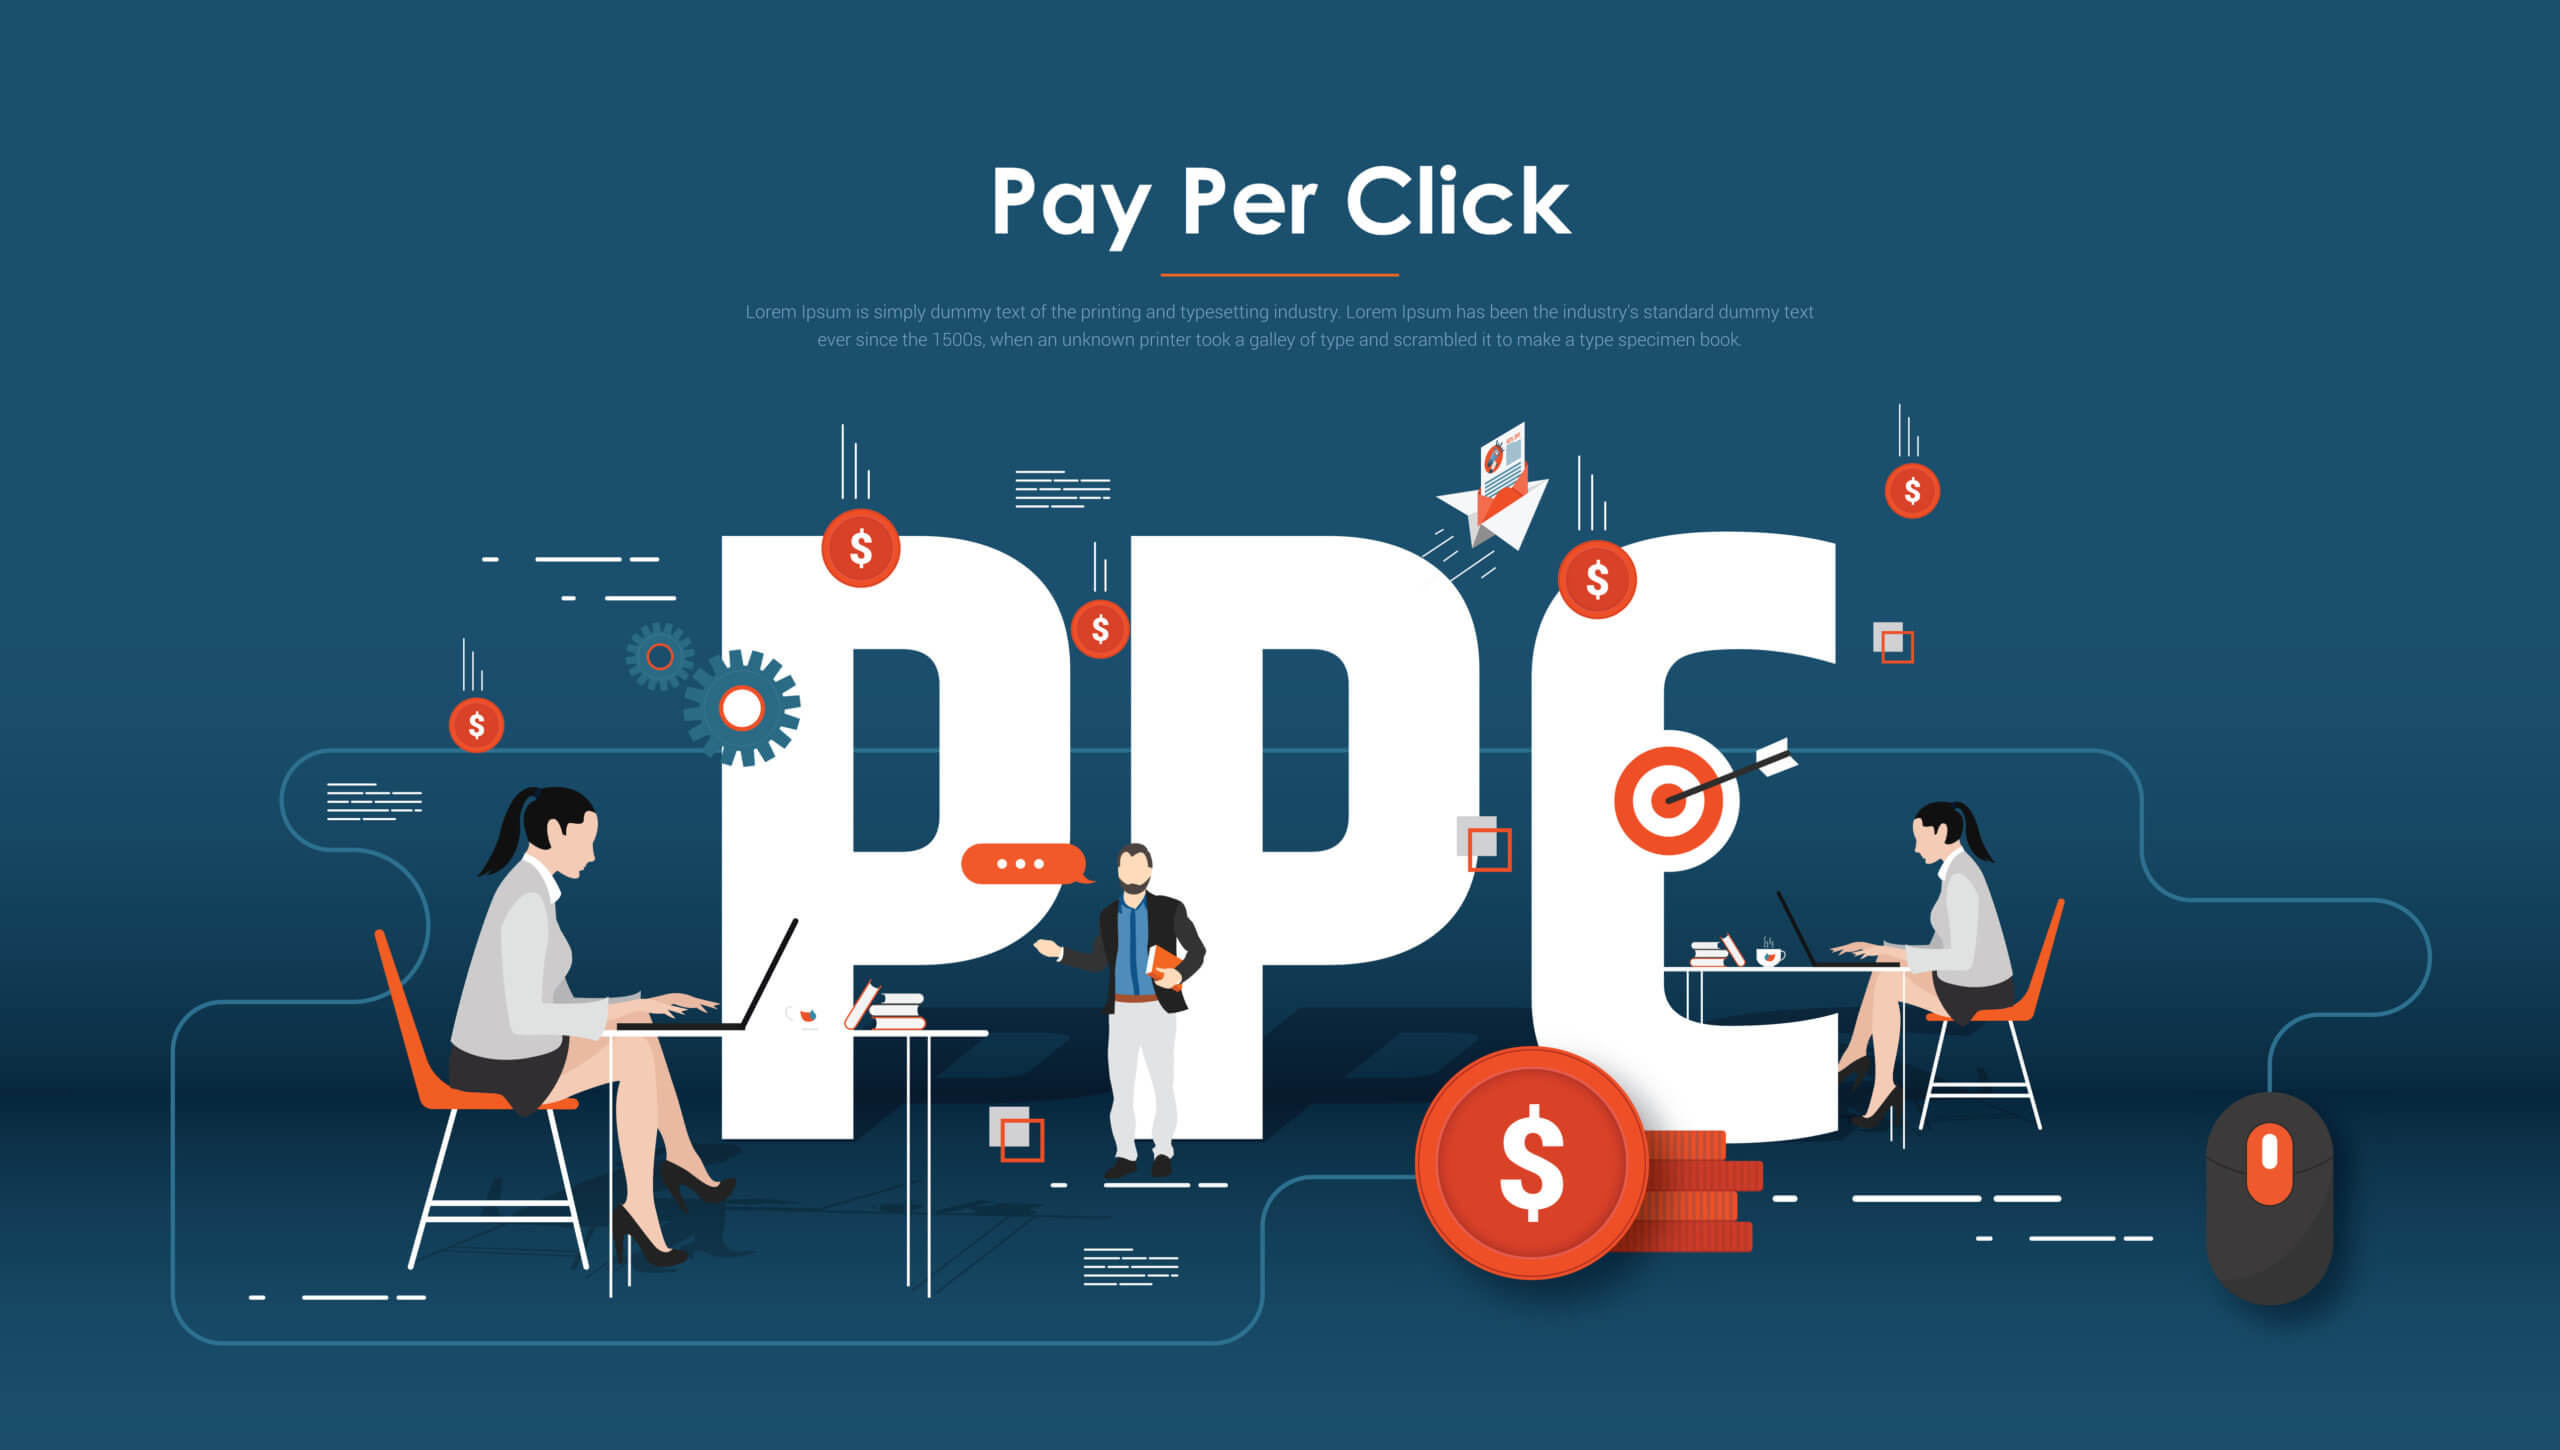 Pay Per Click
Lorem Ipsum is simply dummy text of the printing and typesetting industry. Lorem Ipsum has been the industry's standard dummy text
ever since the 1500s, when an unknown printer took a galley of type and scrambled it to make a type specimen book.
$
$
$
$
$
PPC
$